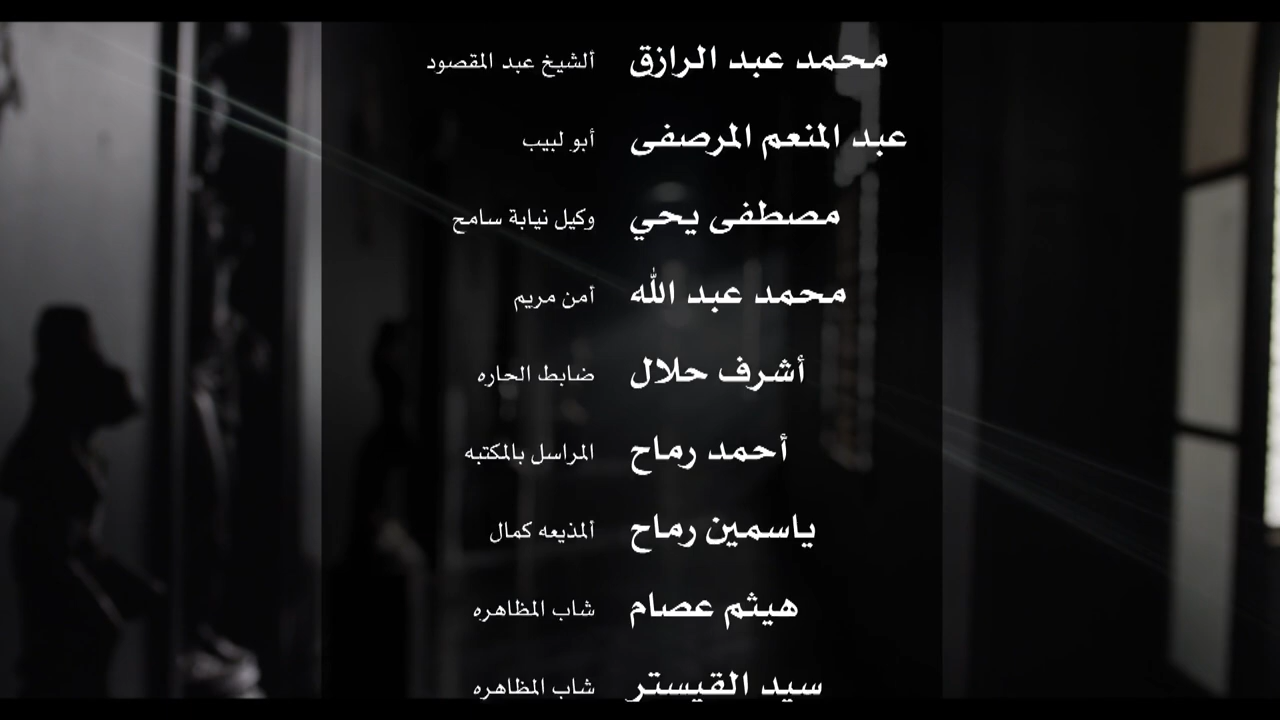 محمد عبد الرازق ألشيخ عبد المقصود
عبد المنعم المرصفى أبو لبيب
مصطفى يحي وكيل نيابة سامح
محمد عبد الله أمن مريم
أشرف حلال ضابط الحاره
أحمد رماح المراسل بالمكتبه
ياسمين رماح ألمذيعه كمال
هيثم عصام شاب المظاهره
سيد القيستر شاب المظاهره